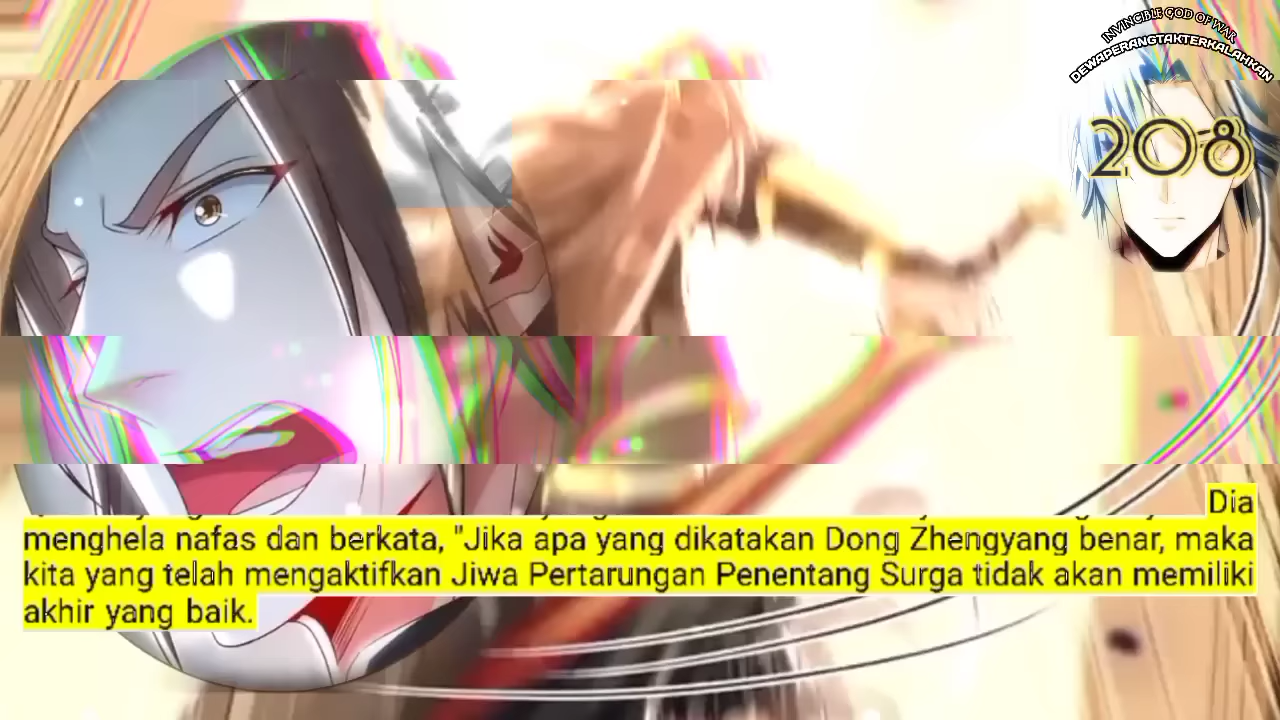 INVINCIBLE GOD OF WAR
DEWAPERANGTAKTERKALAHKAN
208
Dia
menghela nafas dan berkata, "Jika apa yang dikatakan Dong Zhengyang benar, maka
kita yang telah mengaktifkan Jiwa Pertarungan Penentang Surga tidak akan memiliki
akhir yang baik.